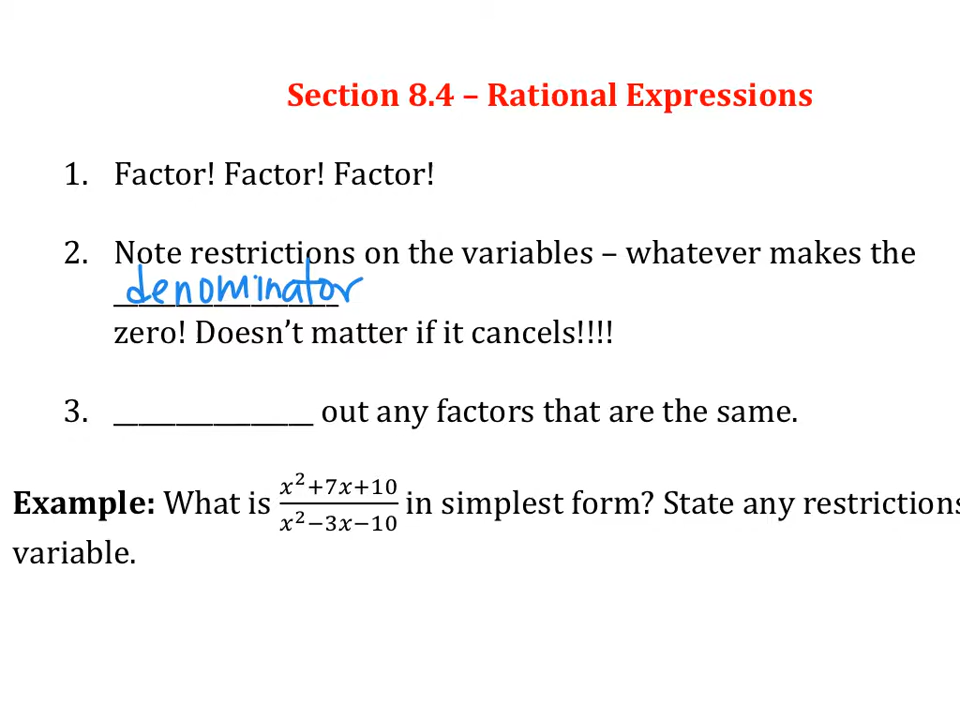 Section 8.4 – Rational Expressions
1. Factor! Factor! Factor!
2. Note restrictions on the variables – whatever makes the
denominator
zero! Doesn't matter if it cancels!!!!
3. ______________ out any factors that are the same.
Example: What is (x²+7x+10)/(x²−3x−10) in simplest form? State any restrictions
variable.